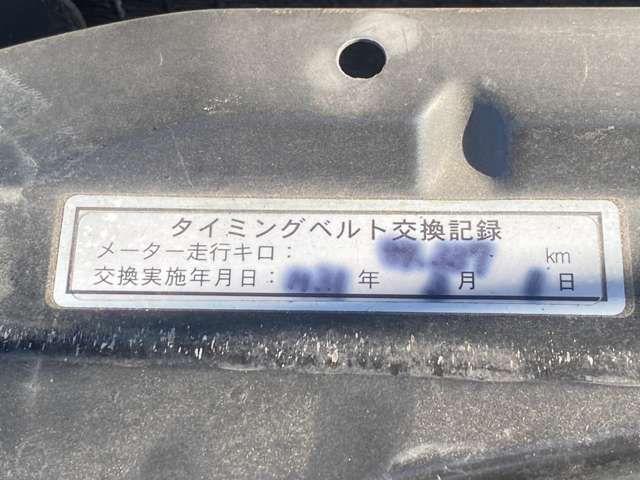 タイミングベルト交換記録
メーター走行キロ: km
交換実施年月日: 年 月 日